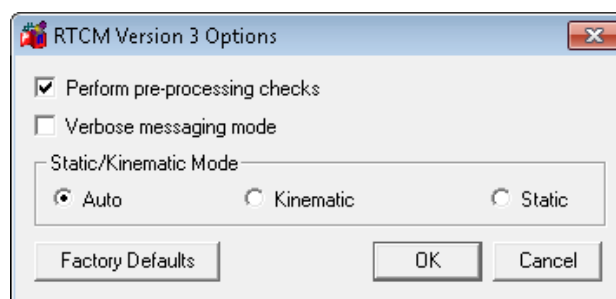 RTCM Version 3 Options
Perform pre-processing checks
Verbose messaging mode
Static/Kinematic Mode
Auto Kinematic Static
Factory Defaults OK Cancel